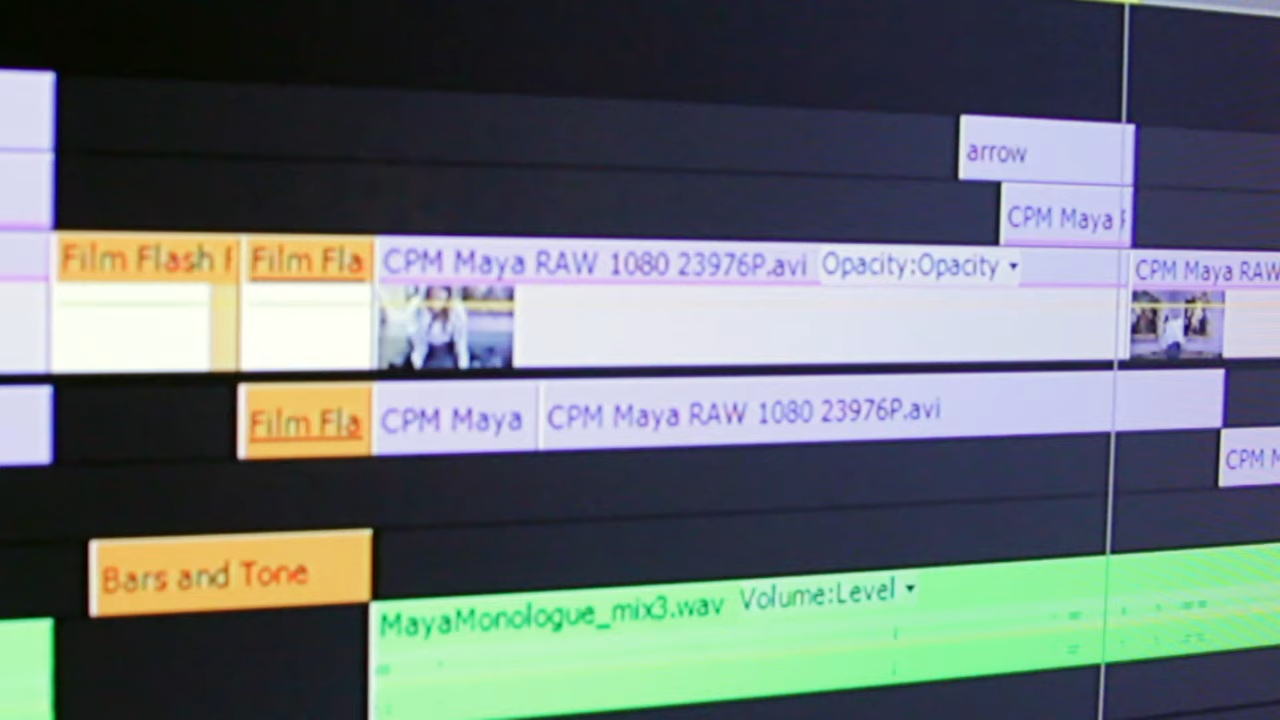 arrow
CPM Maya
Film Flash F
Film Fla
CPM Maya RAW 1080 23976P.avi
Opacity:Opacity
CPM Maya RAW
Film Fla
CPM Maya
CPM Maya RAW 1080 23976P.avi
CPM M
Bars and Tone
MayaMonologue_mix3.wav
Volume:Level